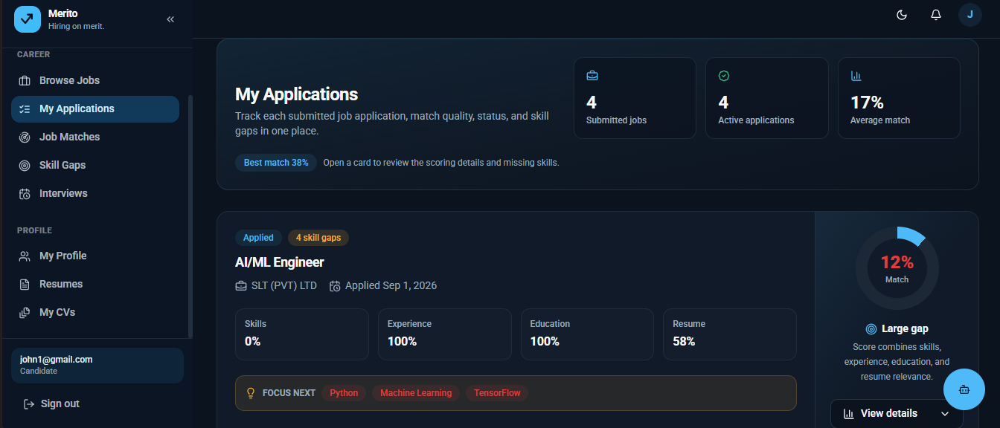 Merito
Hiring on merit.
J
CAREER
Browse Jobs
My Applications
Job Matches
Skill Gaps
Interviews
PROFILE
My Profile
Resumes
My CVs
john1@gmail.com
Candidate
Sign out
My Applications
Track each submitted job application, match quality, status, and skill
gaps in one place.
Best match 38% Open a card to review the scoring details and missing skills.
4
Submitted jobs
4
Active applications
17%
Average match
Applied 4 skill gaps
AI/ML Engineer
SLT (PVT) LTD Applied Sep 1, 2026
Skills
0%
Experience
100%
Education
100%
Resume
58%
FOCUS NEXT Python Machine Learning TensorFlow
12%
Match
Large gap
Score combines skills,
experience, education, and
resume relevance.
View details